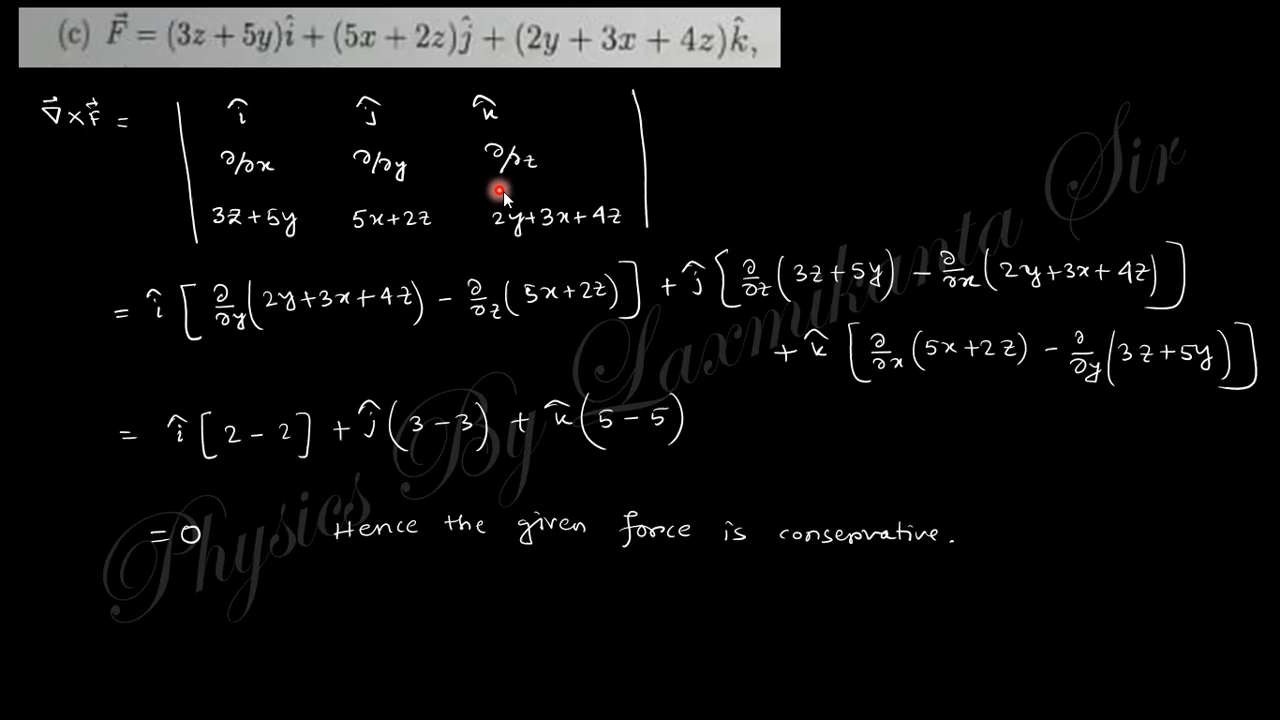 (c) F⃗ = (3z + 5y)î + (5x + 2z)ĵ + (2y + 3x + 4z)k̂,
∇⃗ × F⃗ = | î ĵ k̂ |
| ∂/∂x ∂/∂y ∂/∂z |
| 3z+5y 5x+2z 2y+3x+4z |
= î [ ∂/∂y (2y+3x+4z) − ∂/∂z (5x+2z) ] + ĵ [ ∂/∂z (3z+5y) − ∂/∂x (2y+3x+4z) ]
+ k̂ [ ∂/∂x (5x+2z) − ∂/∂y (3z+5y) ]
= î [2 − 2] + ĵ (3 − 3) + k̂ (5 − 5)
= 0 Hence the given force is conservative.
Physics By Laxmikanta Sir